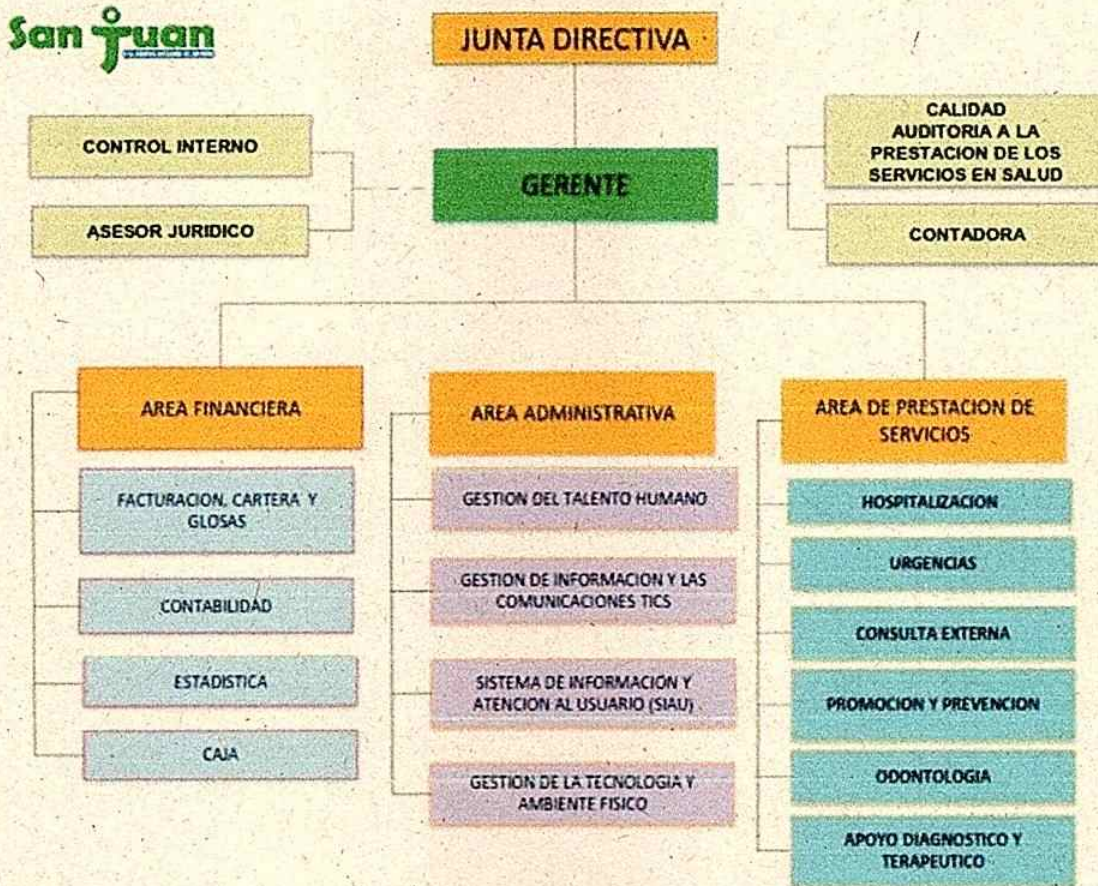 San Juan
JUNTA DIRECTIVA
CONTROL INTERNO
ASESOR JURIDICO
GERENTE
CALIDAD
AUDITORIA A LA
PRESTACION DE LOS
SERVICIOS EN SALUD
CONTADORA
AREA FINANCIERA
FACTURACION, CARTERA Y
GLOSAS
CONTABILIDAD
ESTADISTICA
CAJA
AREA ADMINISTRATIVA
GESTION DEL TALENTO HUMANO
GESTION DE INFORMACION Y LAS
COMUNICACIONES TICS
SISTEMA DE INFORMACION Y
ATENCION AL USUARIO (SIAU)
GESTION DE LA TECNOLOGIA Y
AMBIENTE FISICO
AREA DE PRESTACION DE
SERVICIOS
HOSPITALIZACION
URGENCIAS
CONSULTA EXTERNA
PROMOCION Y PREVENCION
ODONTOLOGIA
APOYO DIAGNOSTICO Y
TERAPEUTICO